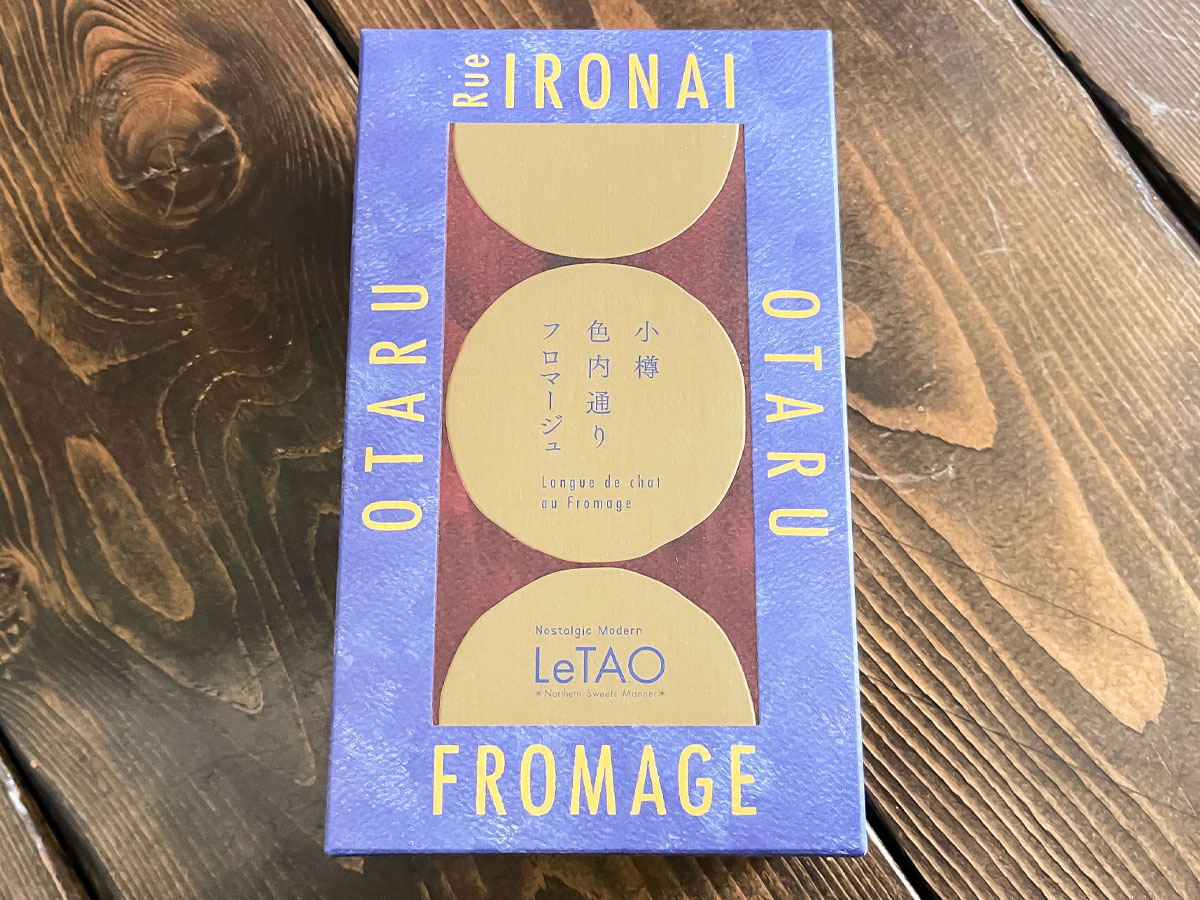 Rue IRONAI
OTARU
OTARU
小樽
色内通り
フロマージュ
Langue de chat
au Fromage
Nostalgic Modern
LeTAO
*Northern Sweets Manner*
FROMAGE